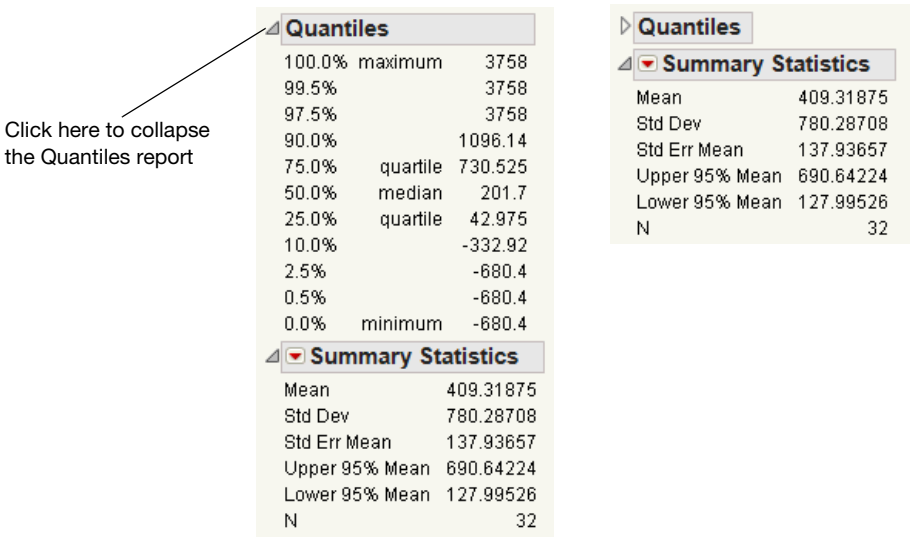 Click here to collapse
the Quantiles report
Quantiles
100.0% maximum 3758
99.5% 3758
97.5% 3758
90.0% 1096.14
75.0% quartile 730.525
50.0% median 201.7
25.0% quartile 42.975
10.0% -332.92
2.5% -680.4
0.5% -680.4
0.0% minimum -680.4
Summary Statistics
Mean 409.31875
Std Dev 780.28708
Std Err Mean 137.93657
Upper 95% Mean 690.64224
Lower 95% Mean 127.99526
N 32
Quantiles
Summary Statistics
Mean 409.31875
Std Dev 780.28708
Std Err Mean 137.93657
Upper 95% Mean 690.64224
Lower 95% Mean 127.99526
N 32